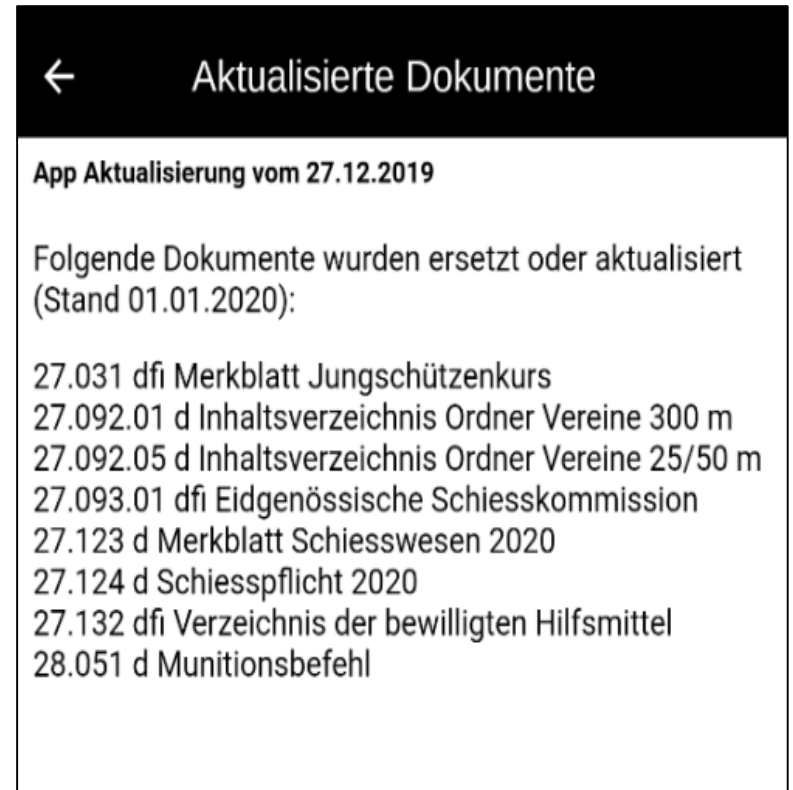 Aktualisierte Dokumente
App Aktualisierung vom 27.12.2019
Folgende Dokumente wurden ersetzt oder aktualisiert
(Stand 01.01.2020):
27.031 dfi Merkblatt Jungschützenkurs
27.092.01 d Inhaltsverzeichnis Ordner Vereine 300 m
27.092.05 d Inhaltsverzeichnis Ordner Vereine 25/50 m
27.093.01 dfi Eidgenössische Schiesskommission
27.123 d Merkblatt Schiesswesen 2020
27.124 d Schiesspflicht 2020
27.132 dfi Verzeichnis der bewilligten Hilfsmittel
28.051 d Munitionsbefehl